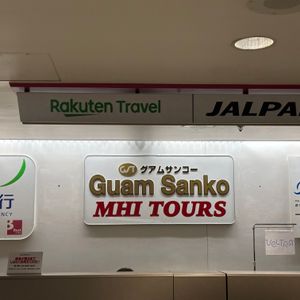 Rakuten Travel
JALPA
グアムサンコー
Guam Sanko
MHI TOURS
行